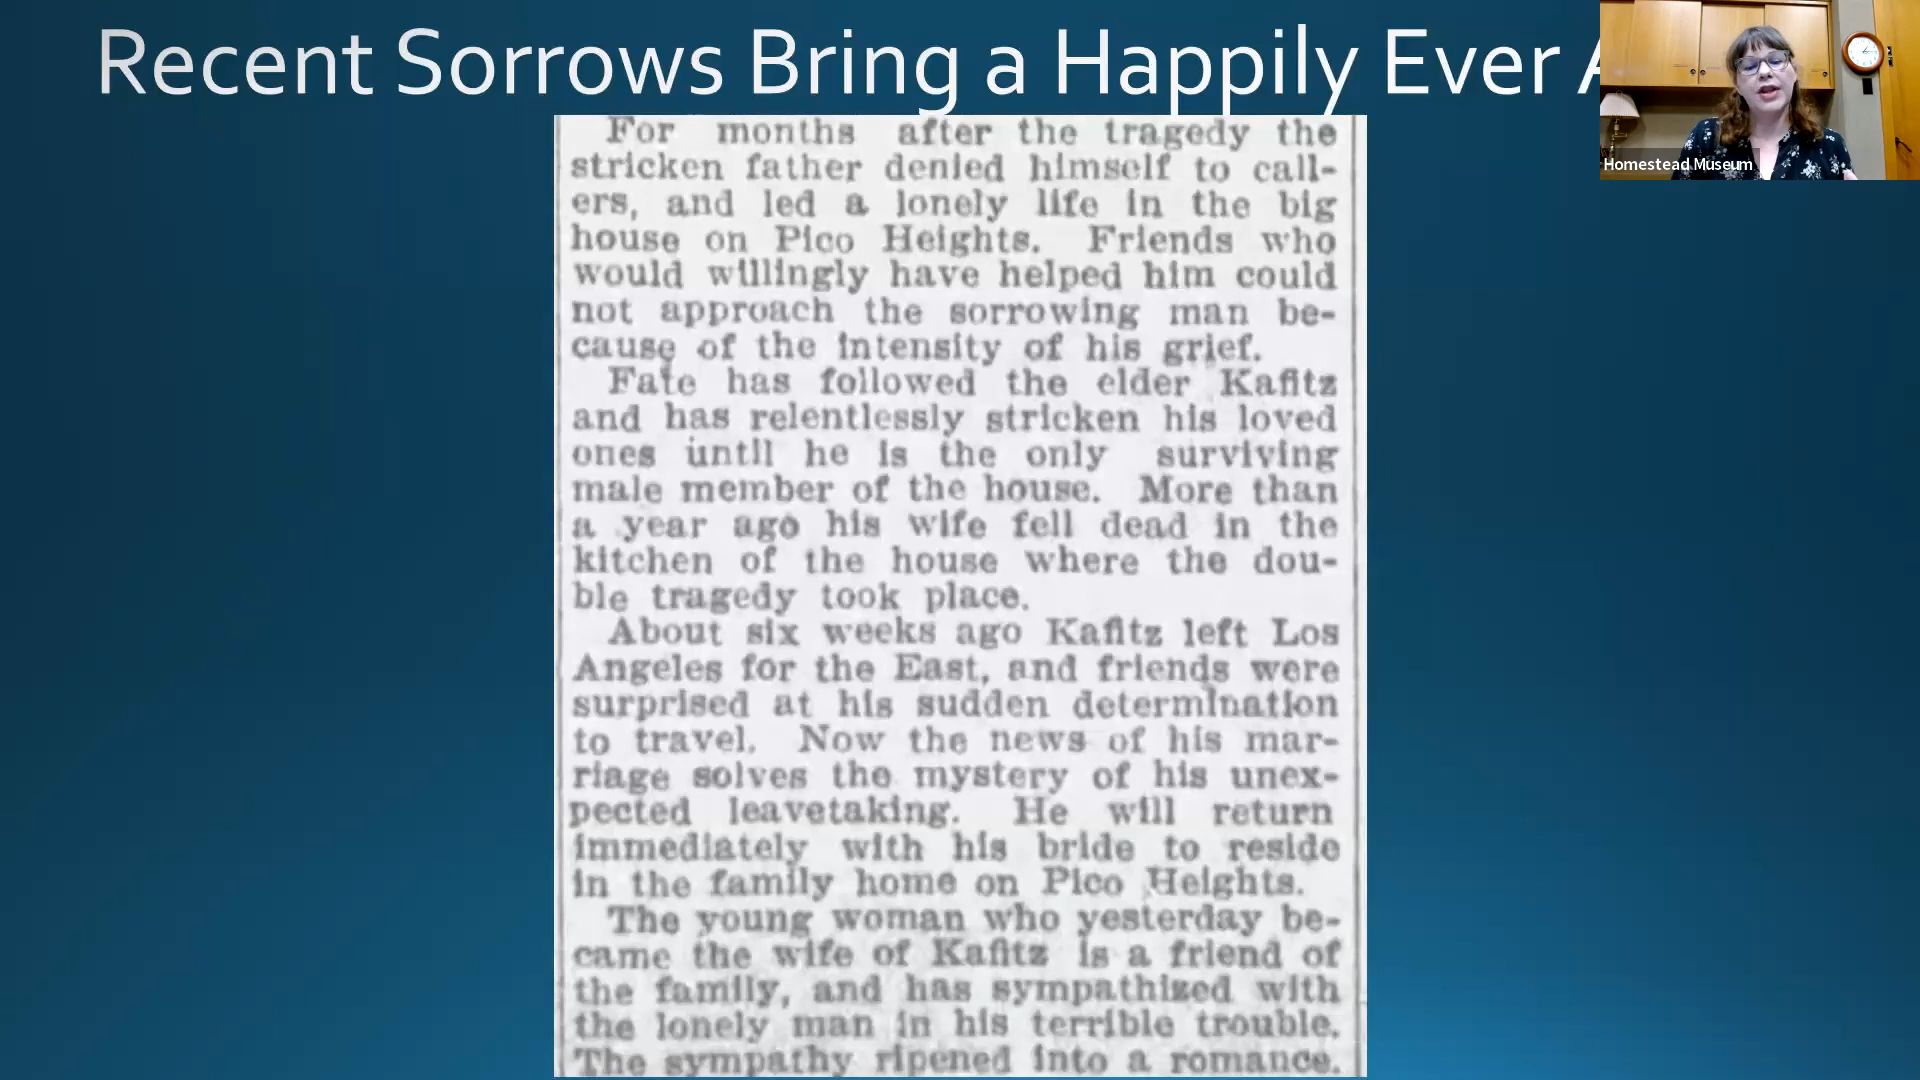 Recent Sorrows Bring a Happily Ever
Homestead Museum
For months after the tragedy the
stricken father denied himself to call-
ers, and led a lonely life in the big
house on Pico Heights. Friends who
would willingly have helped him could
not approach the sorrowing man be-
cause of the intensity of his grief.
Fate has followed the elder Kafitz
and has relentlessly stricken his loved
ones until he is the only surviving
male member of the house. More than
a year ago his wife fell dead in the
kitchen of the house where the dou-
ble tragedy took place.
About six weeks ago Kafitz left Los
Angeles for the East, and friends were
surprised at his sudden determination
to travel. Now the news of his mar-
riage solves the mystery of his unex-
pected leavetaking. He will return
immediately with his bride to reside
in the family home on Pico Heights.
The young woman who yesterday be-
came the wife of Kafitz is a friend of
the family, and has sympathized with
the lonely man in his terrible trouble.
The sympathy ripened into a romance.